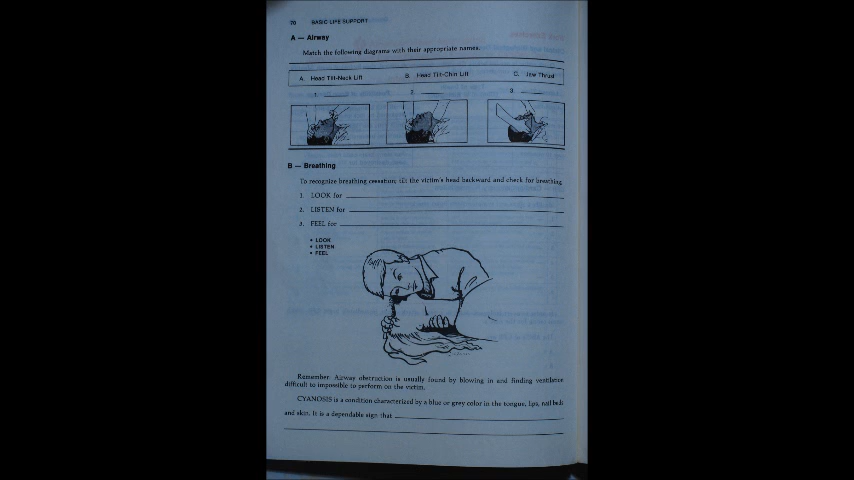 70 BASIC LIFE SUPPORT
A — Airway
Match the following diagrams with their appropriate names.
A. Head Tilt-Neck Lift B. Head Tilt-Chin Lift C. Jaw Thrust
1. 2. 3.
B — Breathing
To recognize breathing cessation; tilt the victim's head backward and check for breathing
1. LOOK for
2. LISTEN for
3. FEEL for
• LOOK
• LISTEN
• FEEL
Remember: Airway obstruction is usually found by blowing in and finding ventilation
difficult to impossible to perform on the victim.
CYANOSIS is a condition characterized by a blue or grey color in the tongue, lips, nail beds
and skin. It is a dependable sign that